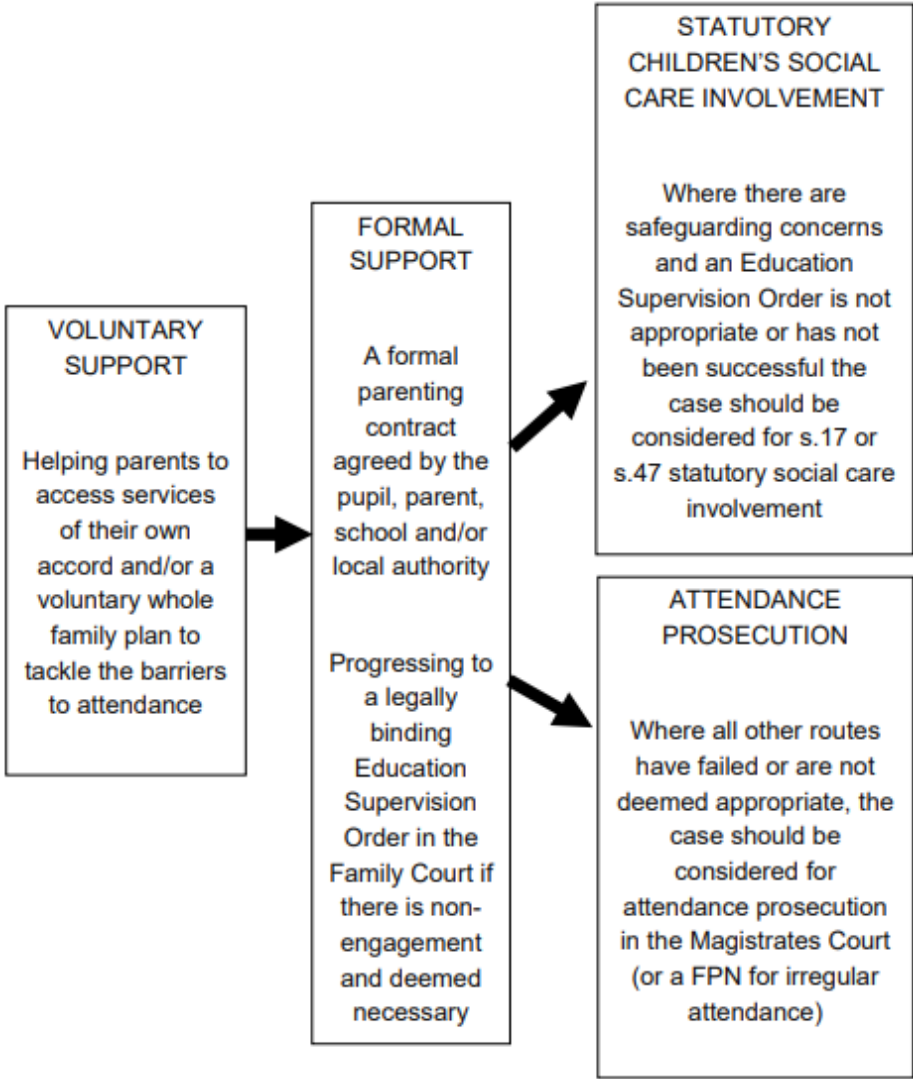 VOLUNTARY
SUPPORT
Helping parents to
access services
of their own
accord and/or a
voluntary whole
family plan to
tackle the barriers
to attendance
FORMAL
SUPPORT
A formal
parenting
contract
agreed by the
pupil, parent,
school and/or
local authority
Progressing to
a legally
binding
Education
Supervision
Order in the
Family Court if
there is non-
engagement
and deemed
necessary
STATUTORY
CHILDREN’S SOCIAL
CARE INVOLVEMENT
Where there are
safeguarding concerns
and an Education
Supervision Order is not
appropriate or has not
been successful the
case should be
considered for s.17 or
s.47 statutory social care
involvement
ATTENDANCE
PROSECUTION
Where all other routes
have failed or are not
deemed appropriate, the
case should be
considered for
attendance prosecution
in the Magistrates Court
(or a FPN for irregular
attendance)